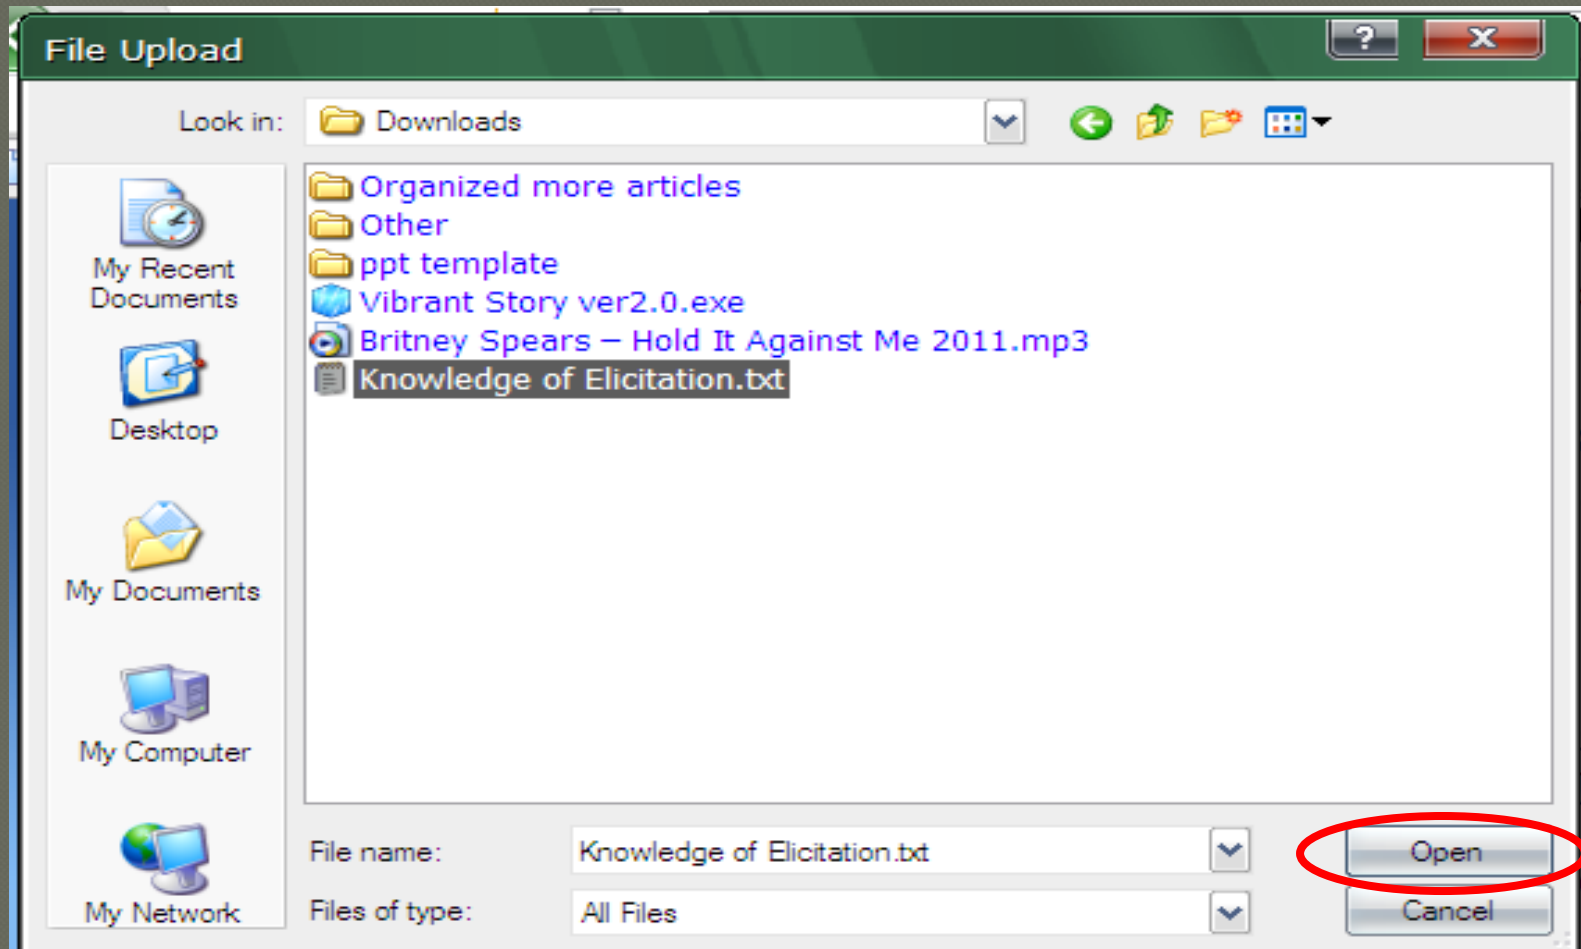 File Upload
?
X
Look in:
Downloads
My Recent
Documents
Desktop
My Documents
My Computer
My Network
Organized more articles
Other
ppt template
Vibrant Story ver2.0.exe
Britney Spears – Hold It Against Me 2011.mp3
Knowledge of Elicitation.txt
File name:
Knowledge of Elicitation.txt
Open
Files of type:
All Files
Cancel